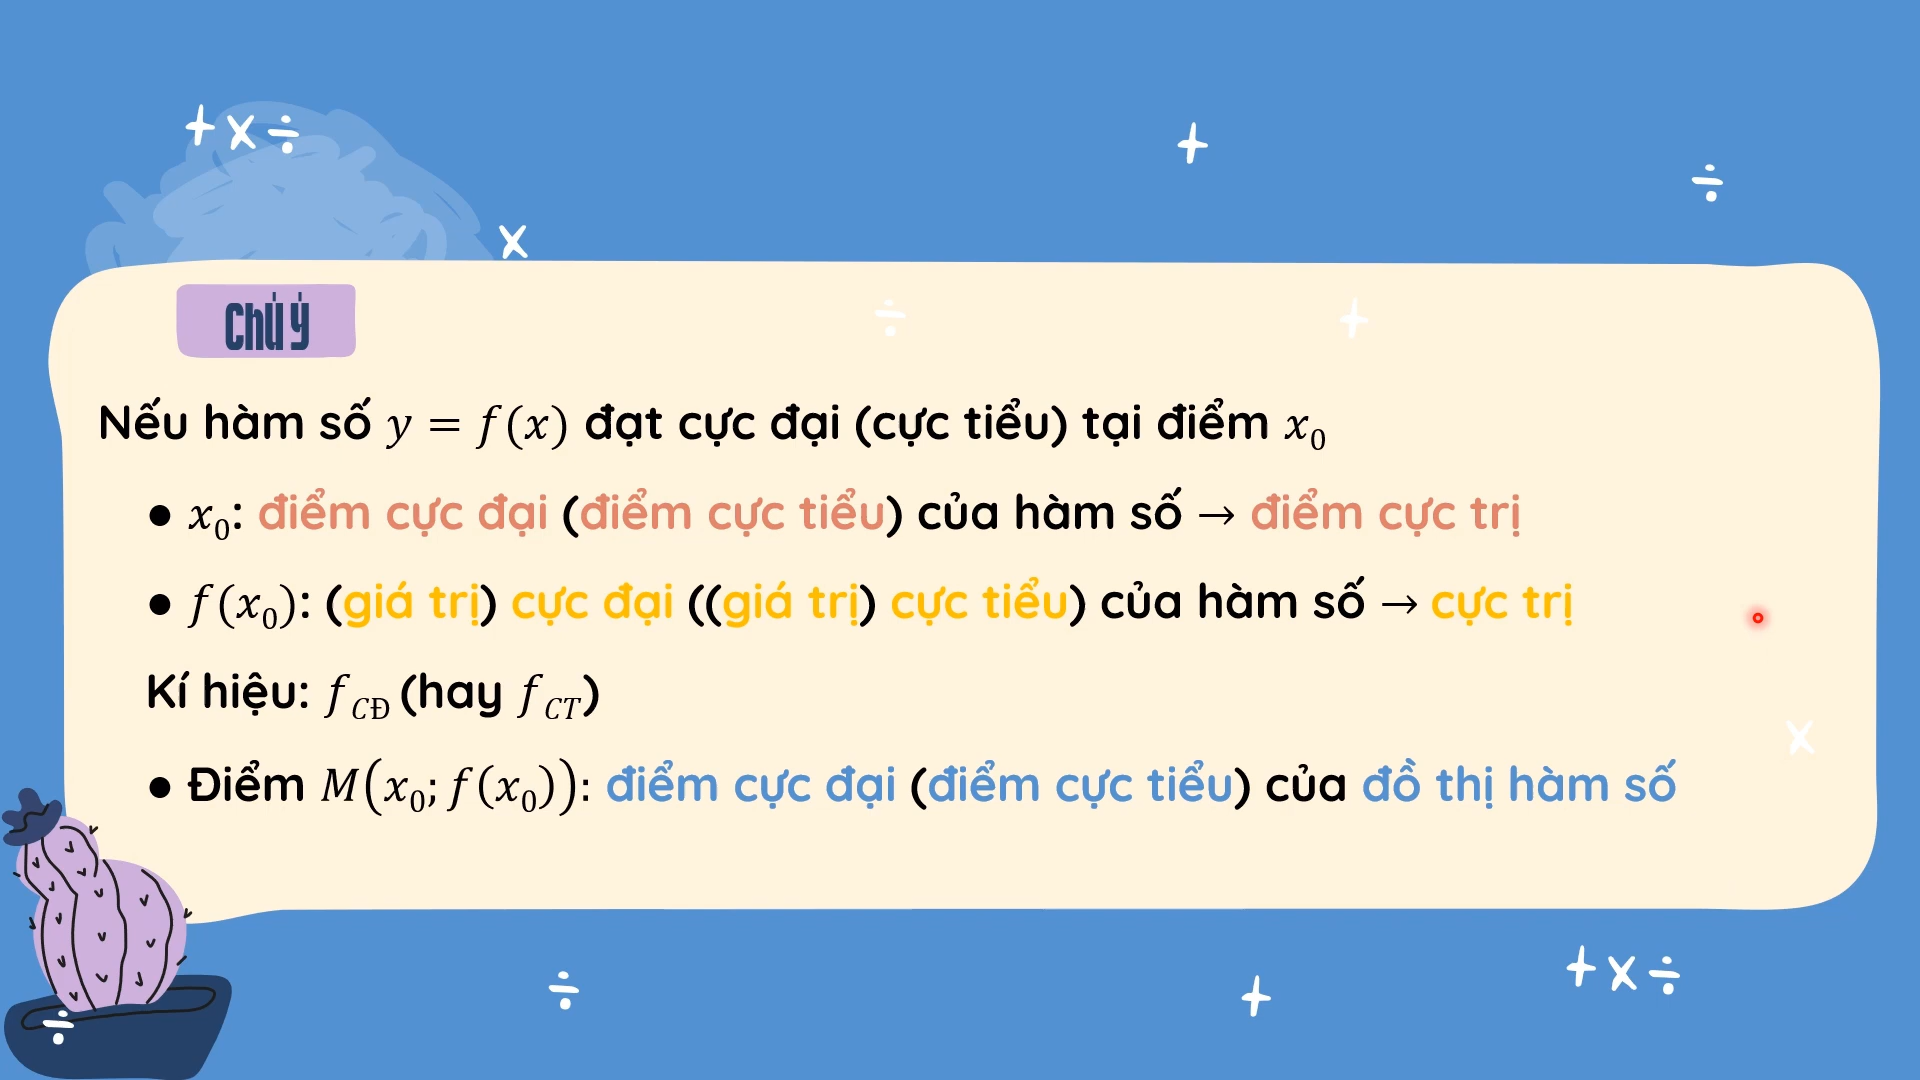 Chú ý
Nếu hàm số y = f(x) đạt cực đại (cực tiểu) tại điểm x₀
● x₀: điểm cực đại (điểm cực tiểu) của hàm số → điểm cực trị
● f(x₀): (giá trị) cực đại ((giá trị) cực tiểu) của hàm số → cực trị
Kí hiệu: f_CĐ (hay f_CT)
● Điểm M(x₀; f(x₀)): điểm cực đại (điểm cực tiểu) của đồ thị hàm số